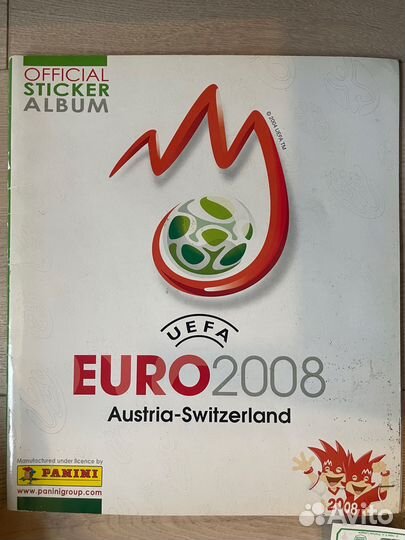 OFFICIAL
STICKER
ALBUM
© 2004 UEFA TM
UEFA
EURO2008
Austria-Switzerland
Manufactured under licence by
PANINI
www.paninigroup.com
2008
Avito